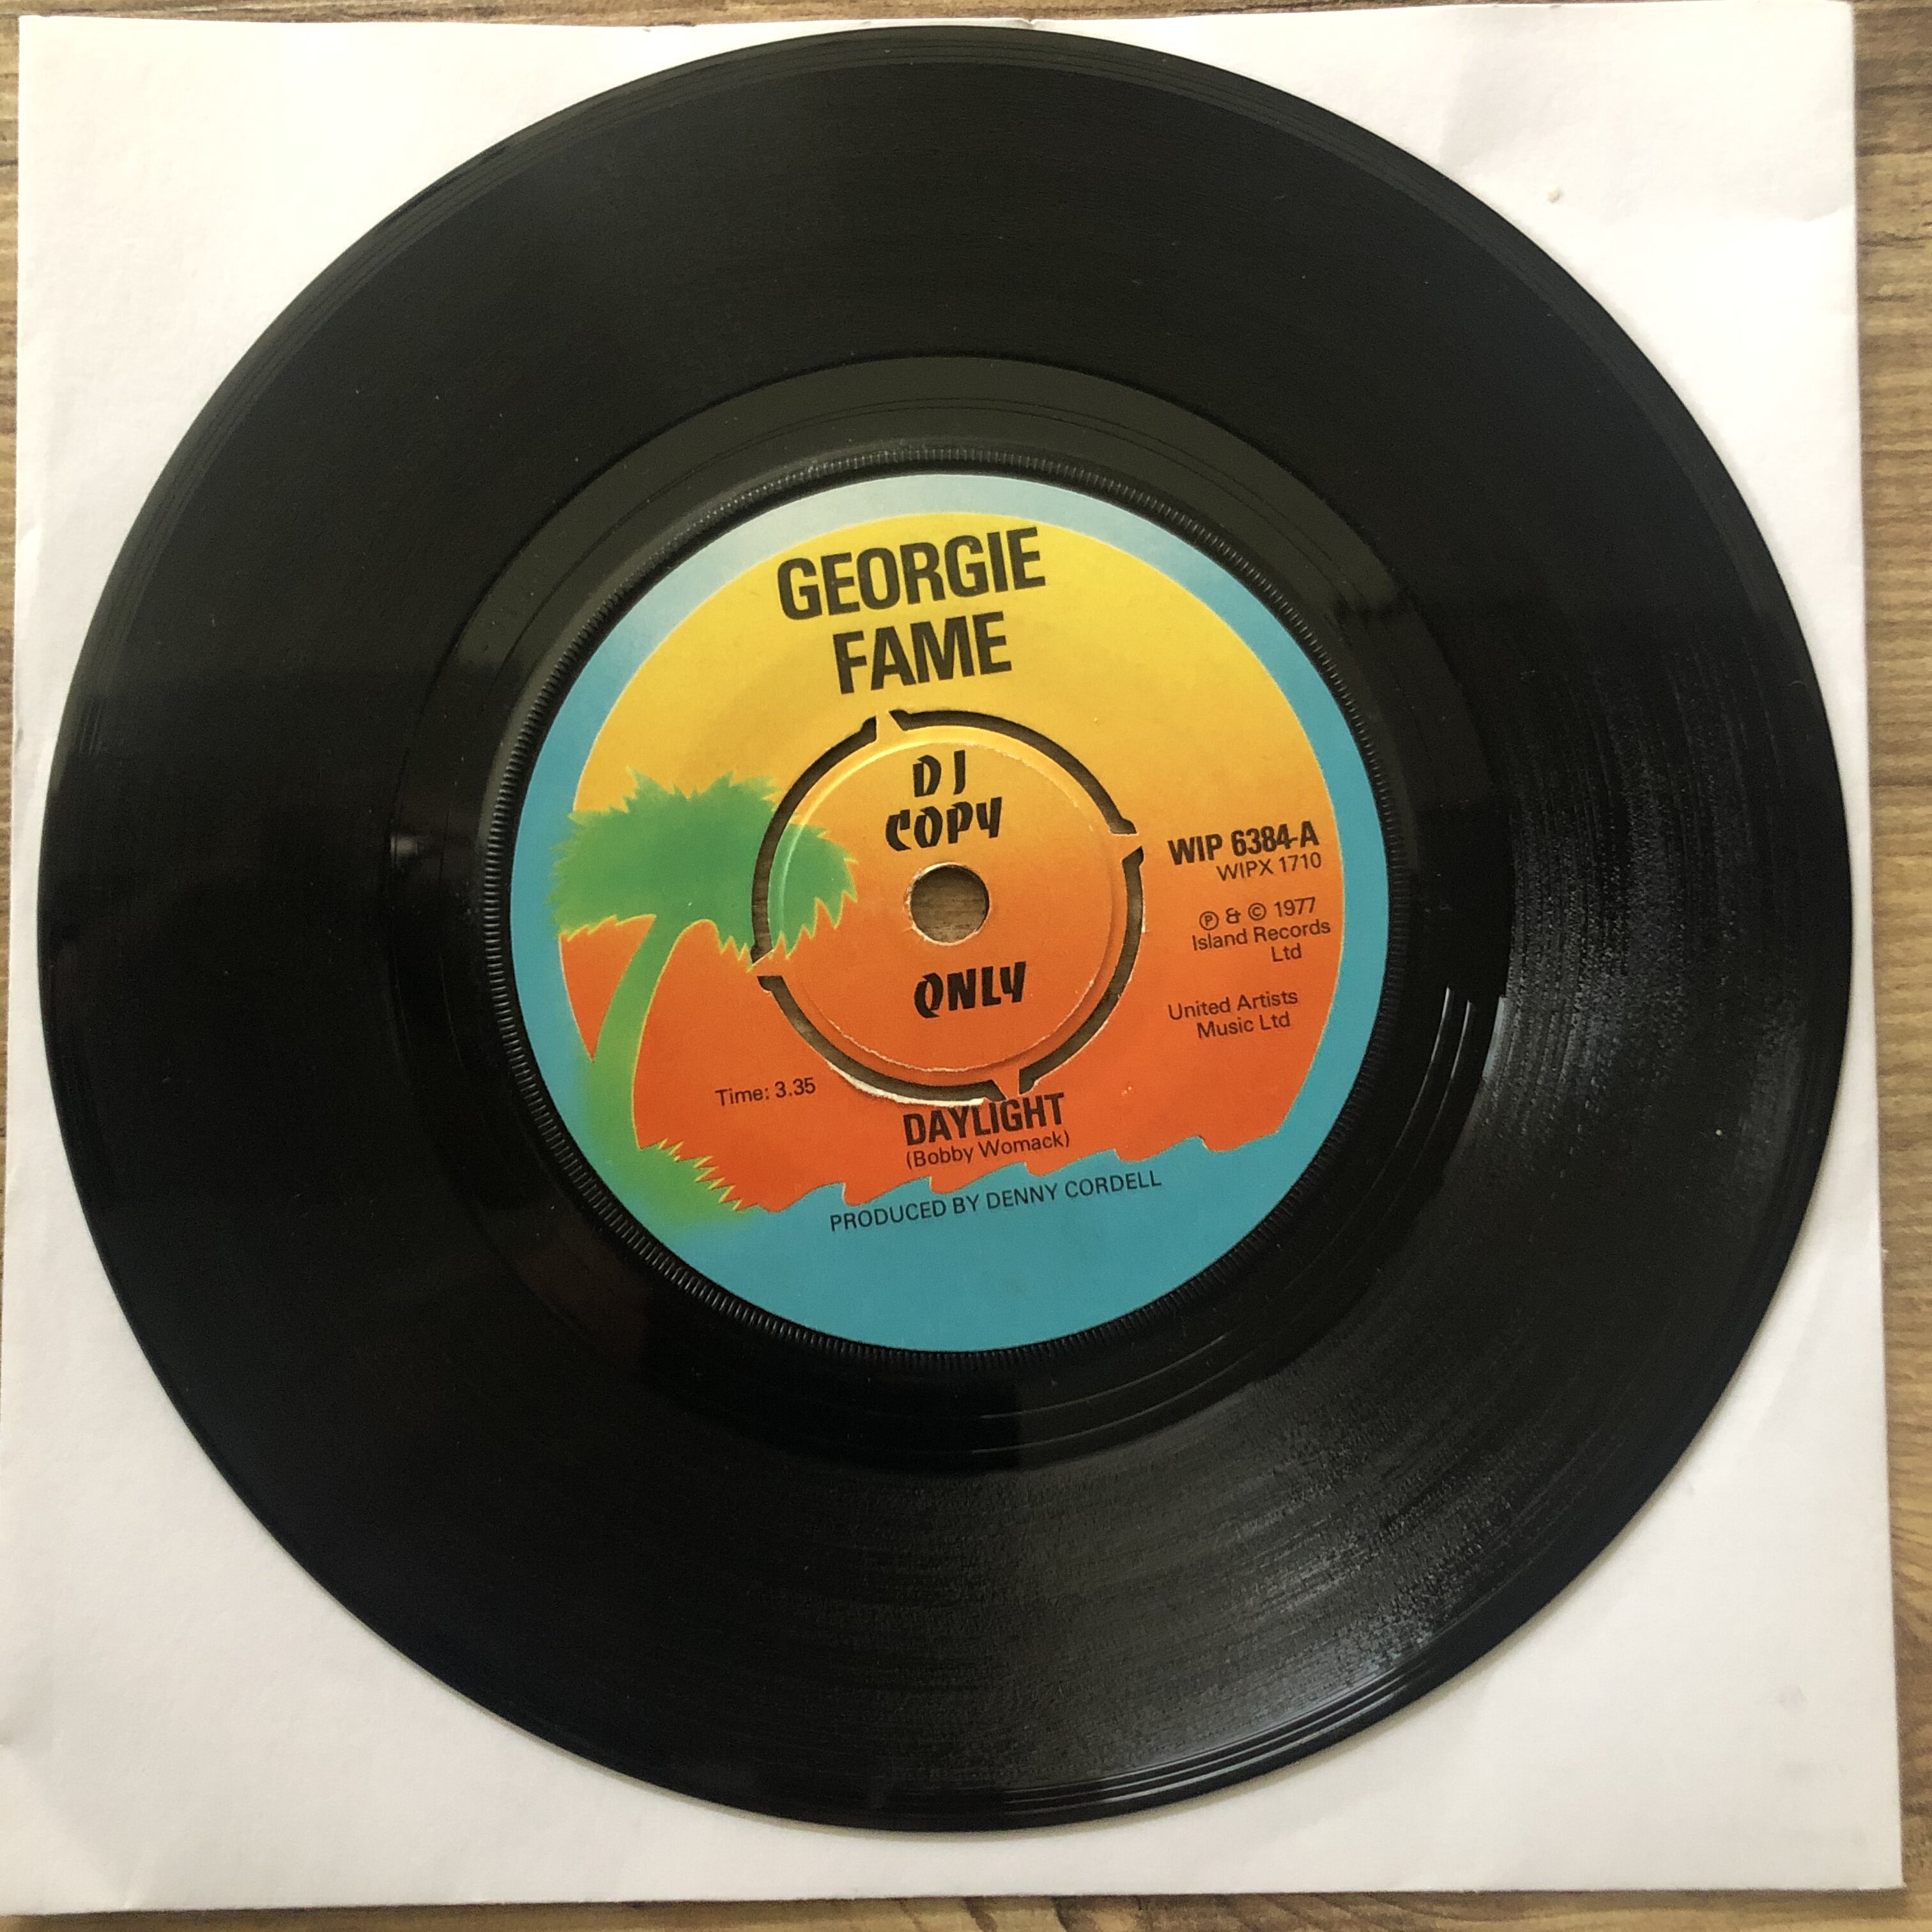 GEORGIE
FAME
DJ
COPY
WIP 6384-A
WIPX 1710
℗ & © 1977
Island Records
Ltd
ONLY
United Artists
Music Ltd
Time: 3.35
DAYLIGHT
(Bobby Womack)
PRODUCED BY DENNY CORDELL